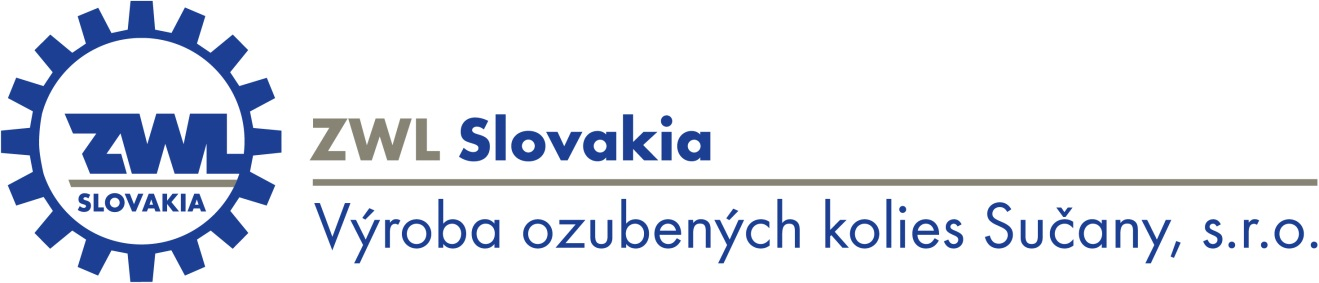 ZWL
SLOVAKIA
ZWL Slovakia
Výroba ozubených kolies Sučany, s.r.o.